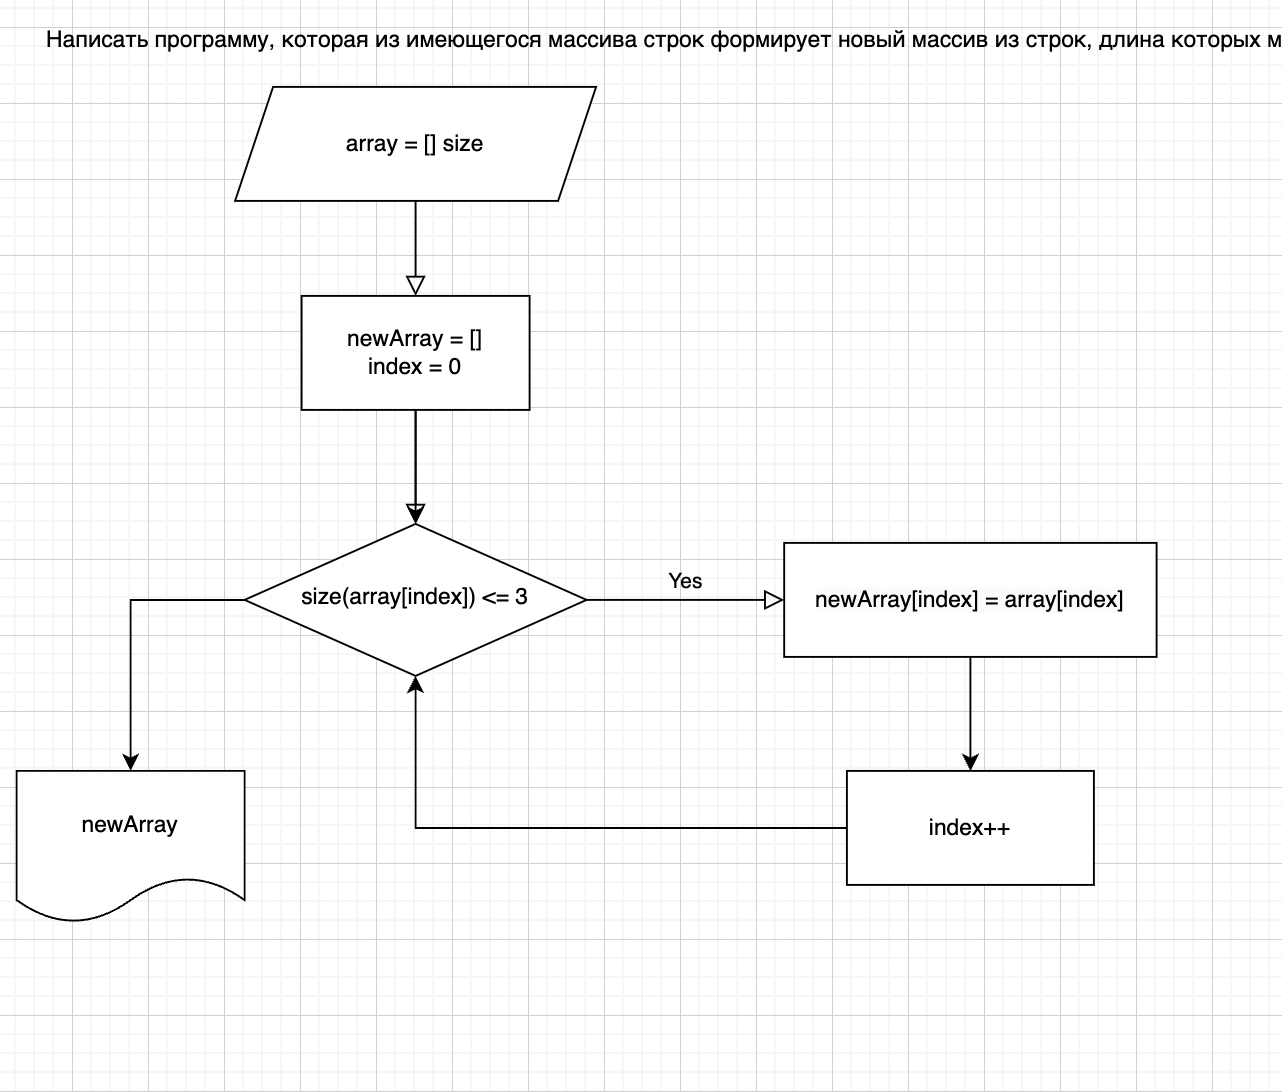 Написать программу, которая из имеющегося массива строк формирует новый массив из строк, длина которых
array = [] size
newArray = []
index = 0
size(array[index]) <= 3
Yes
newArray[index] = array[index]
newArray
index++